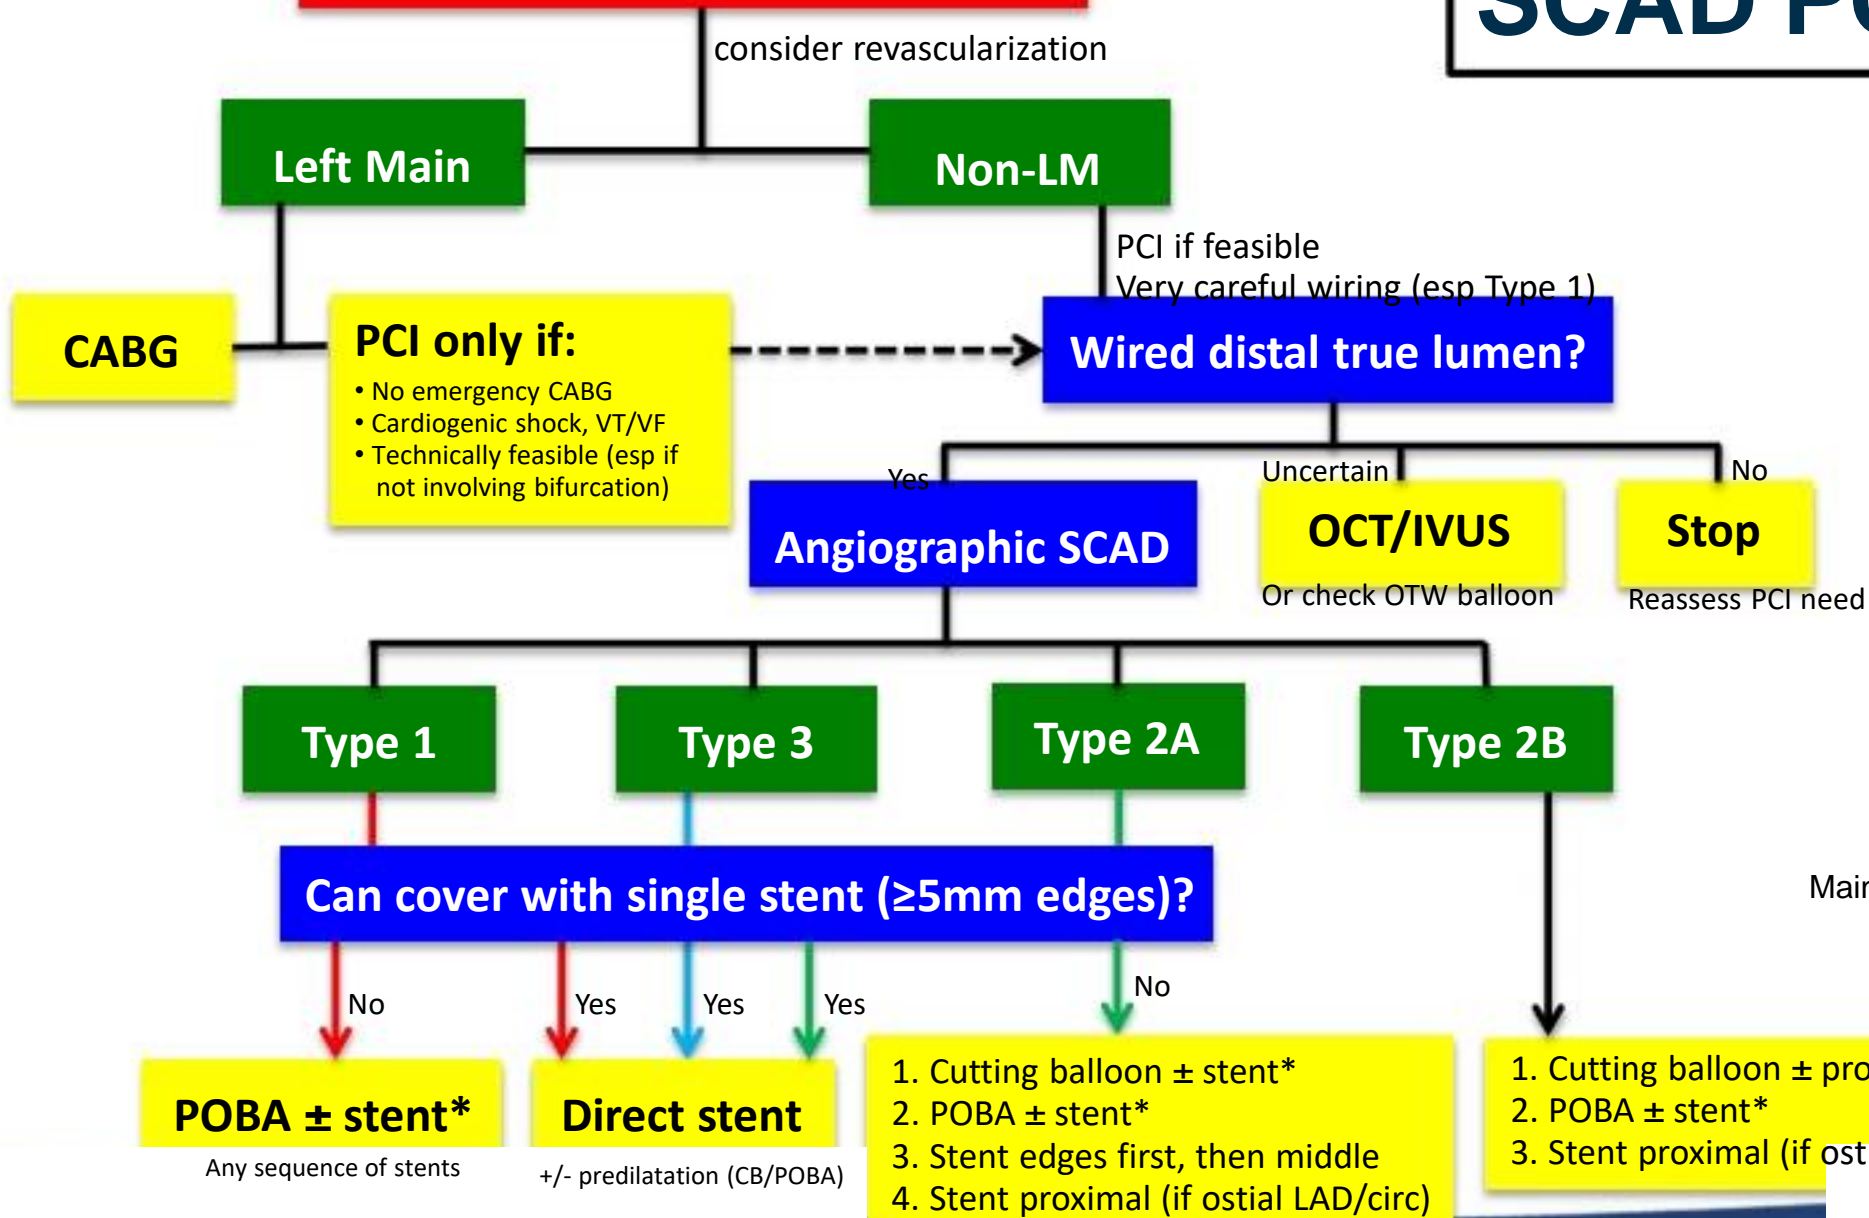 SCAD
consider revascularization
Left Main
Non-LM
PCI if feasible
Very careful wiring (esp Type 1)
CABG
PCI only if:
• No emergency CABG
• Cardiogenic shock, VT/VF
• Technically feasible (esp if
not involving bifurcation)
Wired distal true lumen?
Yes
Uncertain
No
Angiographic SCAD
OCT/IVUS
Stop
Or check OTW balloon
Reassess PCI need
Type 1
Type 3
Type 2A
Type 2B
Can cover with single stent (≥5mm edges)?
No
Yes
Yes
Yes
No
POBA ± stent*
Any sequence of stents
Direct stent
+/- predilatation (CB/POBA)
1. Cutting balloon ± stent*
2. POBA ± stent*
3. Stent edges first, then middle
4. Stent proximal (if ostial LAD/circ)
1. Cutting balloon ±
2. POBA ± stent*
3. Stent proximal (if